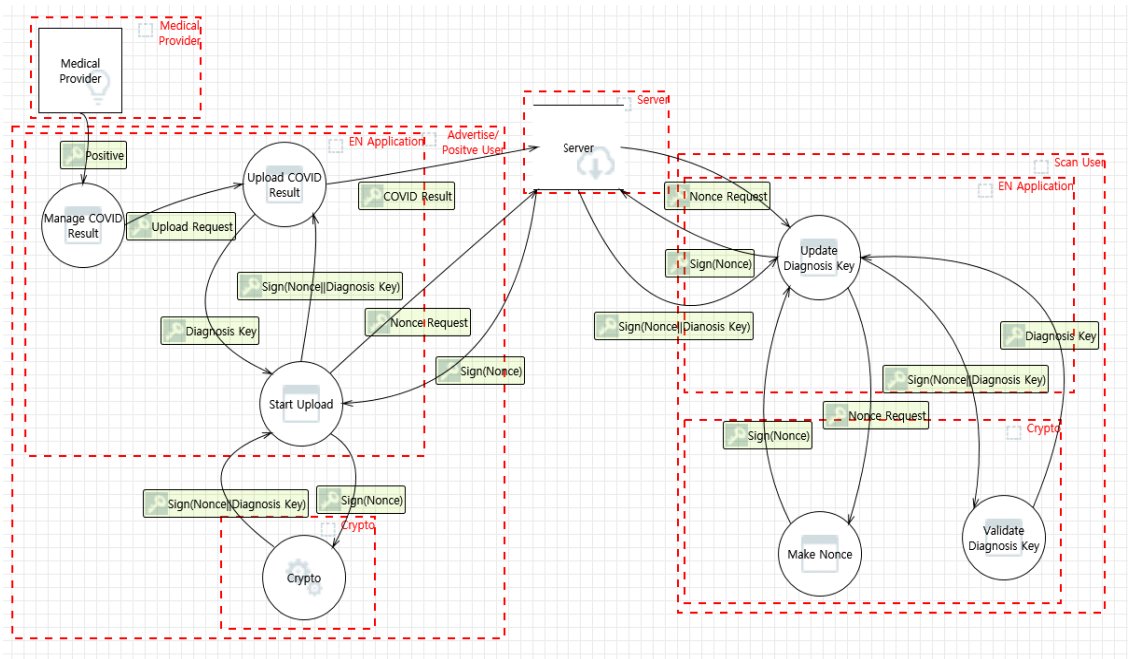 Medical
Provider
Medical
Provider
Positive
Advertise/
Positve User
EN Application
Upload COVID
Result
Manage COVID
Result
Upload Request
COVID Result
Sign(Nonce||Diagnosis Key)
Diagnosis Key
Nonce Request
Sign(Nonce)
Start Upload
Sign(Nonce||Diagnosis Key)
Sign(Nonce)
Crypto
Crypto
Server
Server
Scan User
EN Application
Nonce Request
Sign(Nonce)
Update
Diagnosis Key
Sign(Nonce||Dianosis Key)
Diagnosis Key
Sign(Nonce||Diagnosis Key)
Nonce Request
Sign(Nonce)
Crypto
Make Nonce
Validate
Diagnosis Key